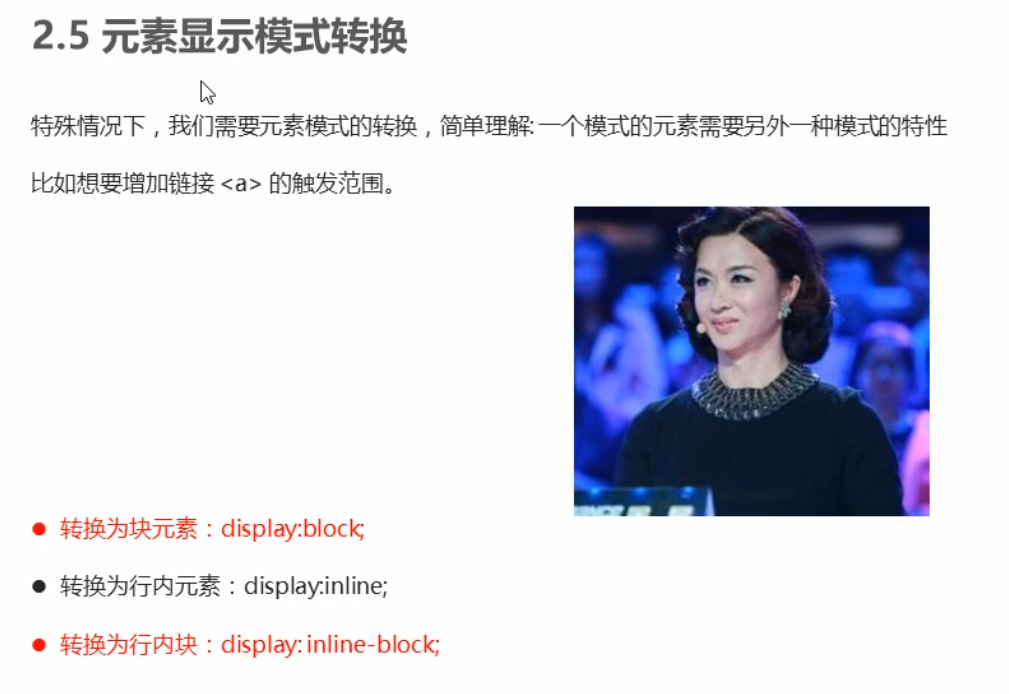 2.5 元素显示模式转换
特殊情况下，我们需要元素模式的转换，简单理解: 一个模式的元素需要另外一种模式的特性
比如想要增加链接 <a> 的触发范围。
● 转换为块元素：display:block;
● 转换为行内元素：display:inline;
● 转换为行内块：display: inline-block;